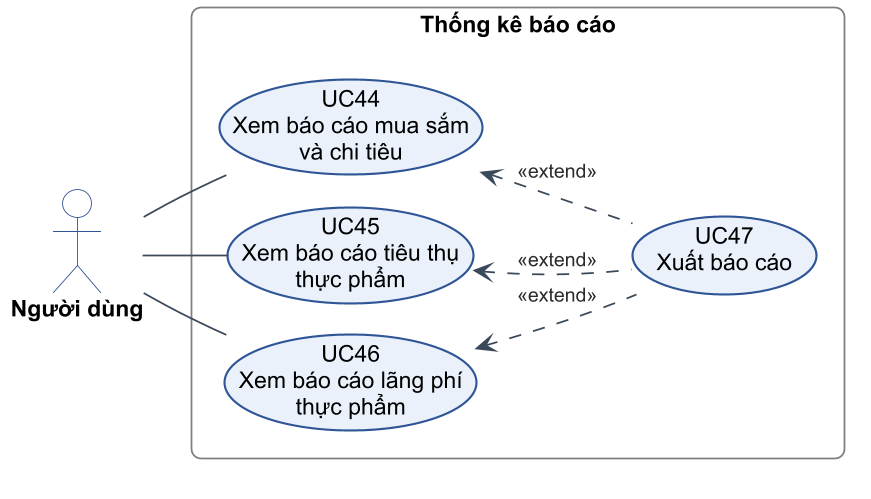 Thống kê báo cáo
UC44
Xem báo cáo mua sắm
và chi tiêu
«extend»
UC45
Xem báo cáo tiêu thụ
thực phẩm
«extend»
UC47
Xuất báo cáo
«extend»
Người dùng
UC46
Xem báo cáo lãng phí
thực phẩm